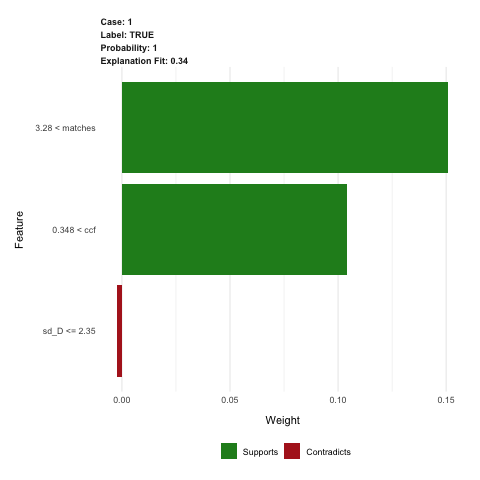 Case: 1
Label: TRUE
Probability: 1
Explanation Fit: 0.34
3.28 < matches
0.348 < ccf
sd_D <= 2.35
Feature
0.00 0.05 0.10 0.15
Weight
Supports Contradicts